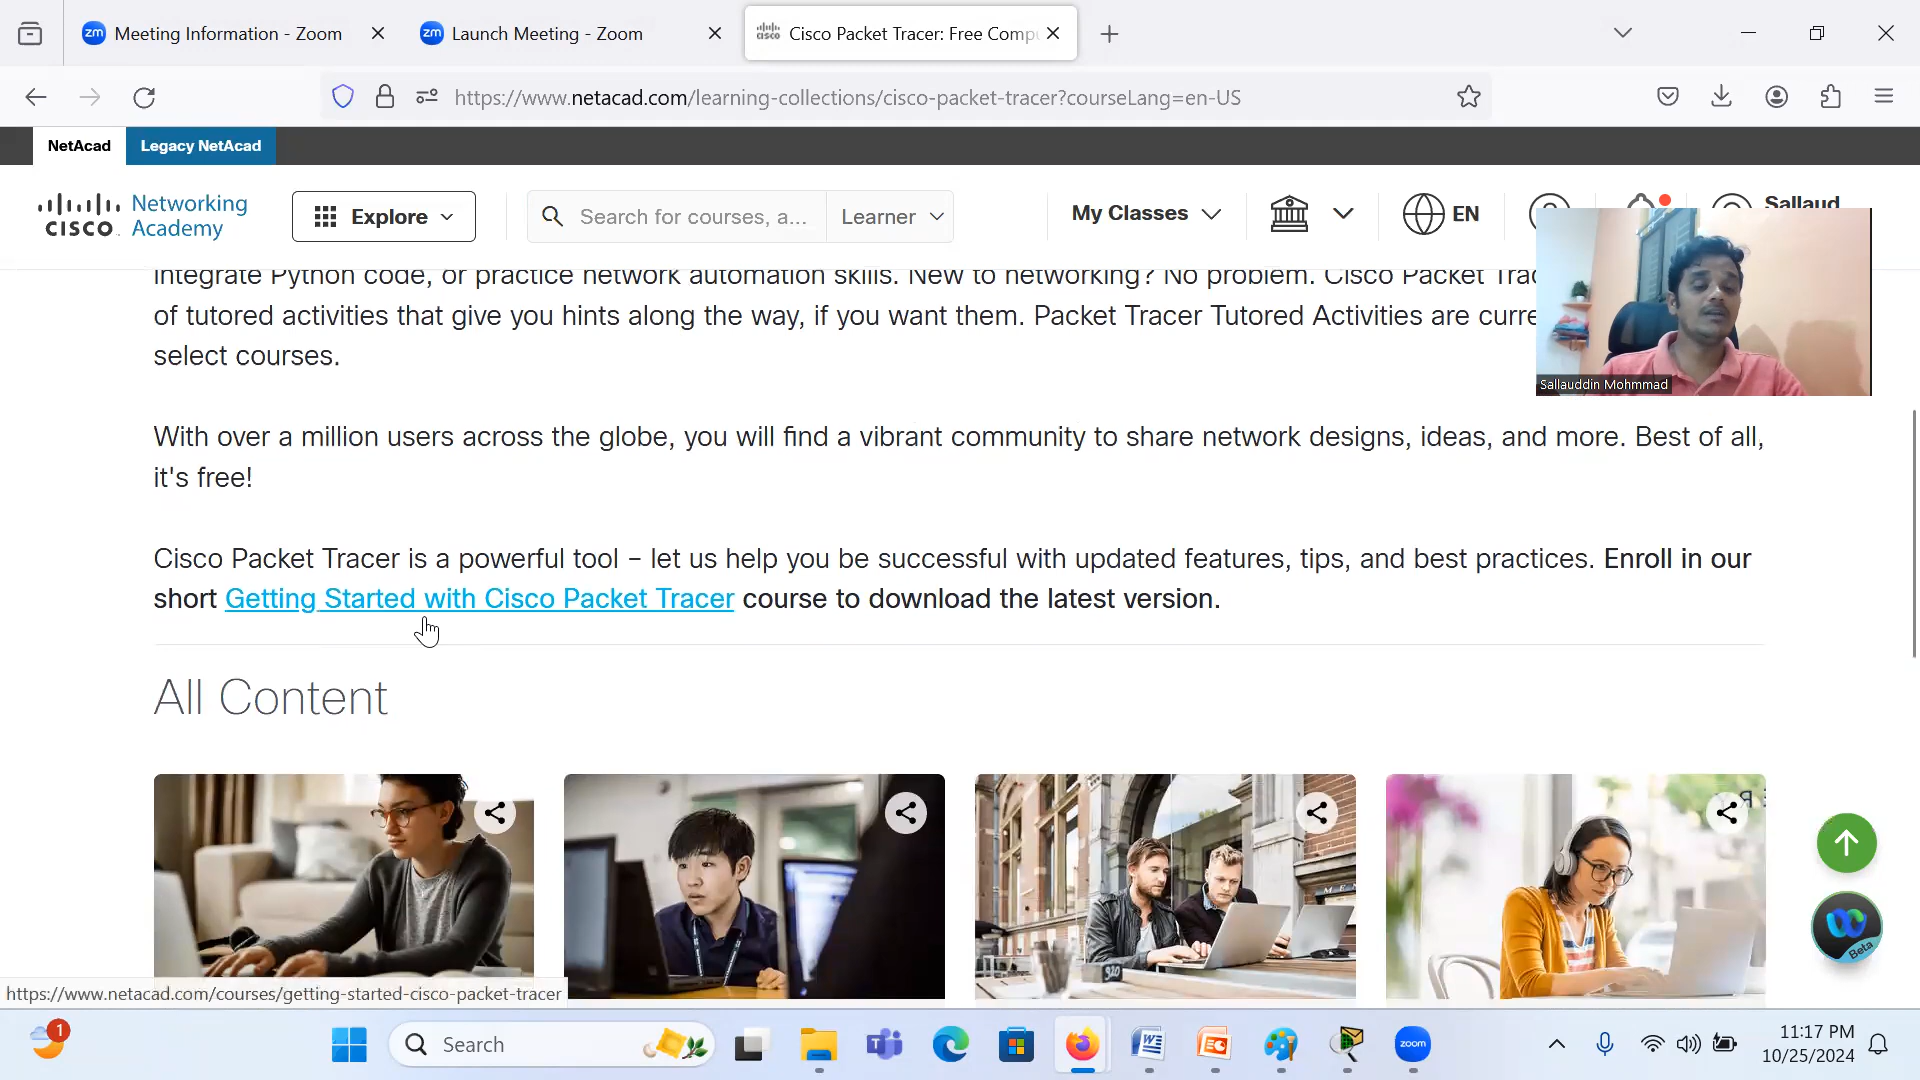 Meeting Information - Zoom
Launch Meeting - Zoom
Cisco Packet Tracer: Free Comp
https://www.netacad.com/learning-collections/cisco-packet-tracer?courseLang=en-US
NetAcad
Legacy NetAcad
CISCO
Networking
Academy
Explore
Search for courses, a...
Learner
My Classes
EN
Sallaud
integrate Python code, or practice network automation skills. New to networking? No problem. Cisco Packet Trac
of tutored activities that give you hints along the way, if you want them. Packet Tracer Tutored Activities are curre
select courses.
Sallauddin Mohmmad
With over a million users across the globe, you will find a vibrant community to share network designs, ideas, and more. Best of all,
it's free!
Cisco Packet Tracer is a powerful tool – let us help you be successful with updated features, tips, and best practices. Enroll in our
short Getting Started with Cisco Packet Tracer course to download the latest version.
All Content
Beta
https://www.netacad.com/courses/getting-started-cisco-packet-tracer
1
Search
zoom
11:17 PM
10/25/2024